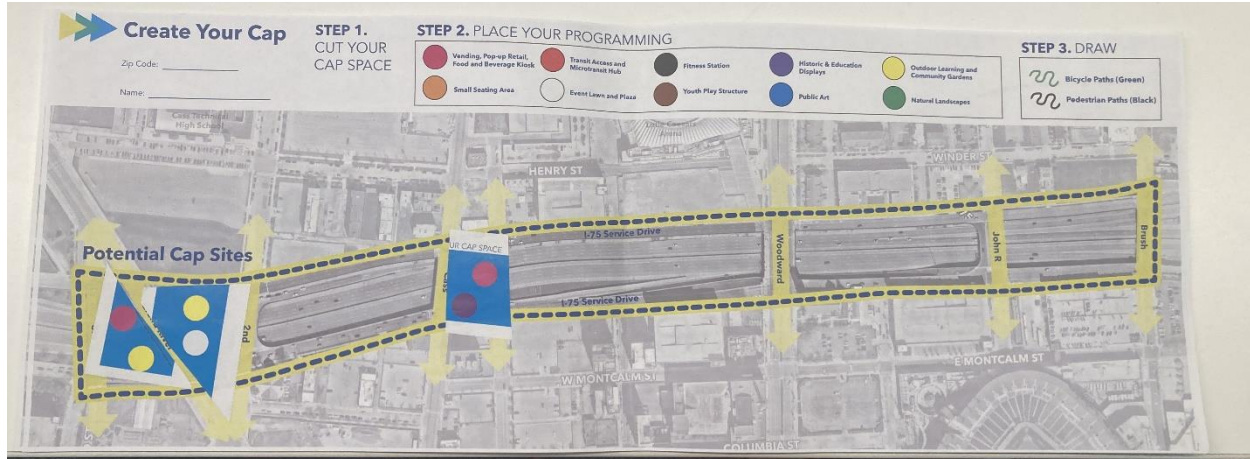 Create Your Cap
Zip Code:
Name:
STEP 1.
CUT YOUR
CAP SPACE
STEP 2. PLACE YOUR PROGRAMMING
Vending, Pop-up Retail,
Food and Beverage Kiosk
Transit Access and
Microtransit Hub
Fitness Station
Historic & Education
Displays
Outdoor Learning and
Community Gardens
Small Seating Area
Event Lawn and Plaza
Youth Play Structure
Public Art
Natural Landscapes
STEP 3. DRAW
Bicycle Paths (Green)
Pedestrian Paths (Black)
Cass Technical
High School
HENRY ST
WINDER ST
Potential Cap Sites
I-75 Service Drive
UR CAP SPACE
Woodward
John R
Brush
2nd
I-75 Service Drive
W MONTCALM ST
E MONTCALM ST
COLUMBIA ST